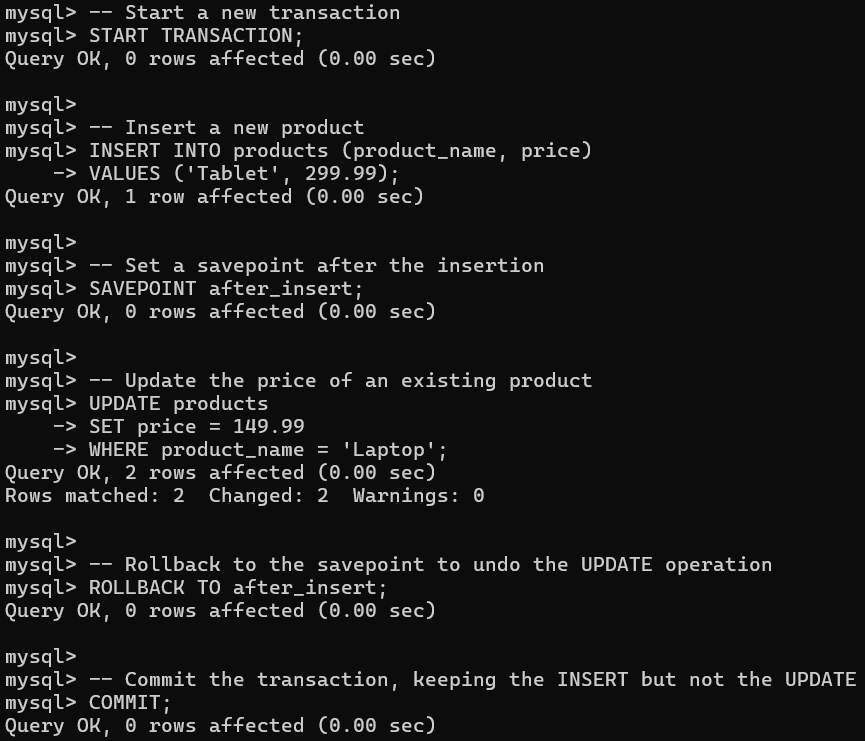 mysql> -- Start a new transaction
mysql> START TRANSACTION;
Query OK, 0 rows affected (0.00 sec)
mysql>
mysql> -- Insert a new product
mysql> INSERT INTO products (product_name, price)
    -> VALUES ('Tablet', 299.99);
Query OK, 1 row affected (0.00 sec)
mysql>
mysql> -- Set a savepoint after the insertion
mysql> SAVEPOINT after_insert;
Query OK, 0 rows affected (0.00 sec)
mysql>
mysql> -- Update the price of an existing product
mysql> UPDATE products
    -> SET price = 149.99
    -> WHERE product_name = 'Laptop';
Query OK, 2 rows affected (0.00 sec)
Rows matched: 2  Changed: 2  Warnings: 0
mysql>
mysql> -- Rollback to the savepoint to undo the UPDATE operation
mysql> ROLLBACK TO after_insert;
Query OK, 0 rows affected (0.00 sec)
mysql>
mysql> -- Commit the transaction, keeping the INSERT but not the UPDATE
mysql> COMMIT;
Query OK, 0 rows affected (0.00 sec)